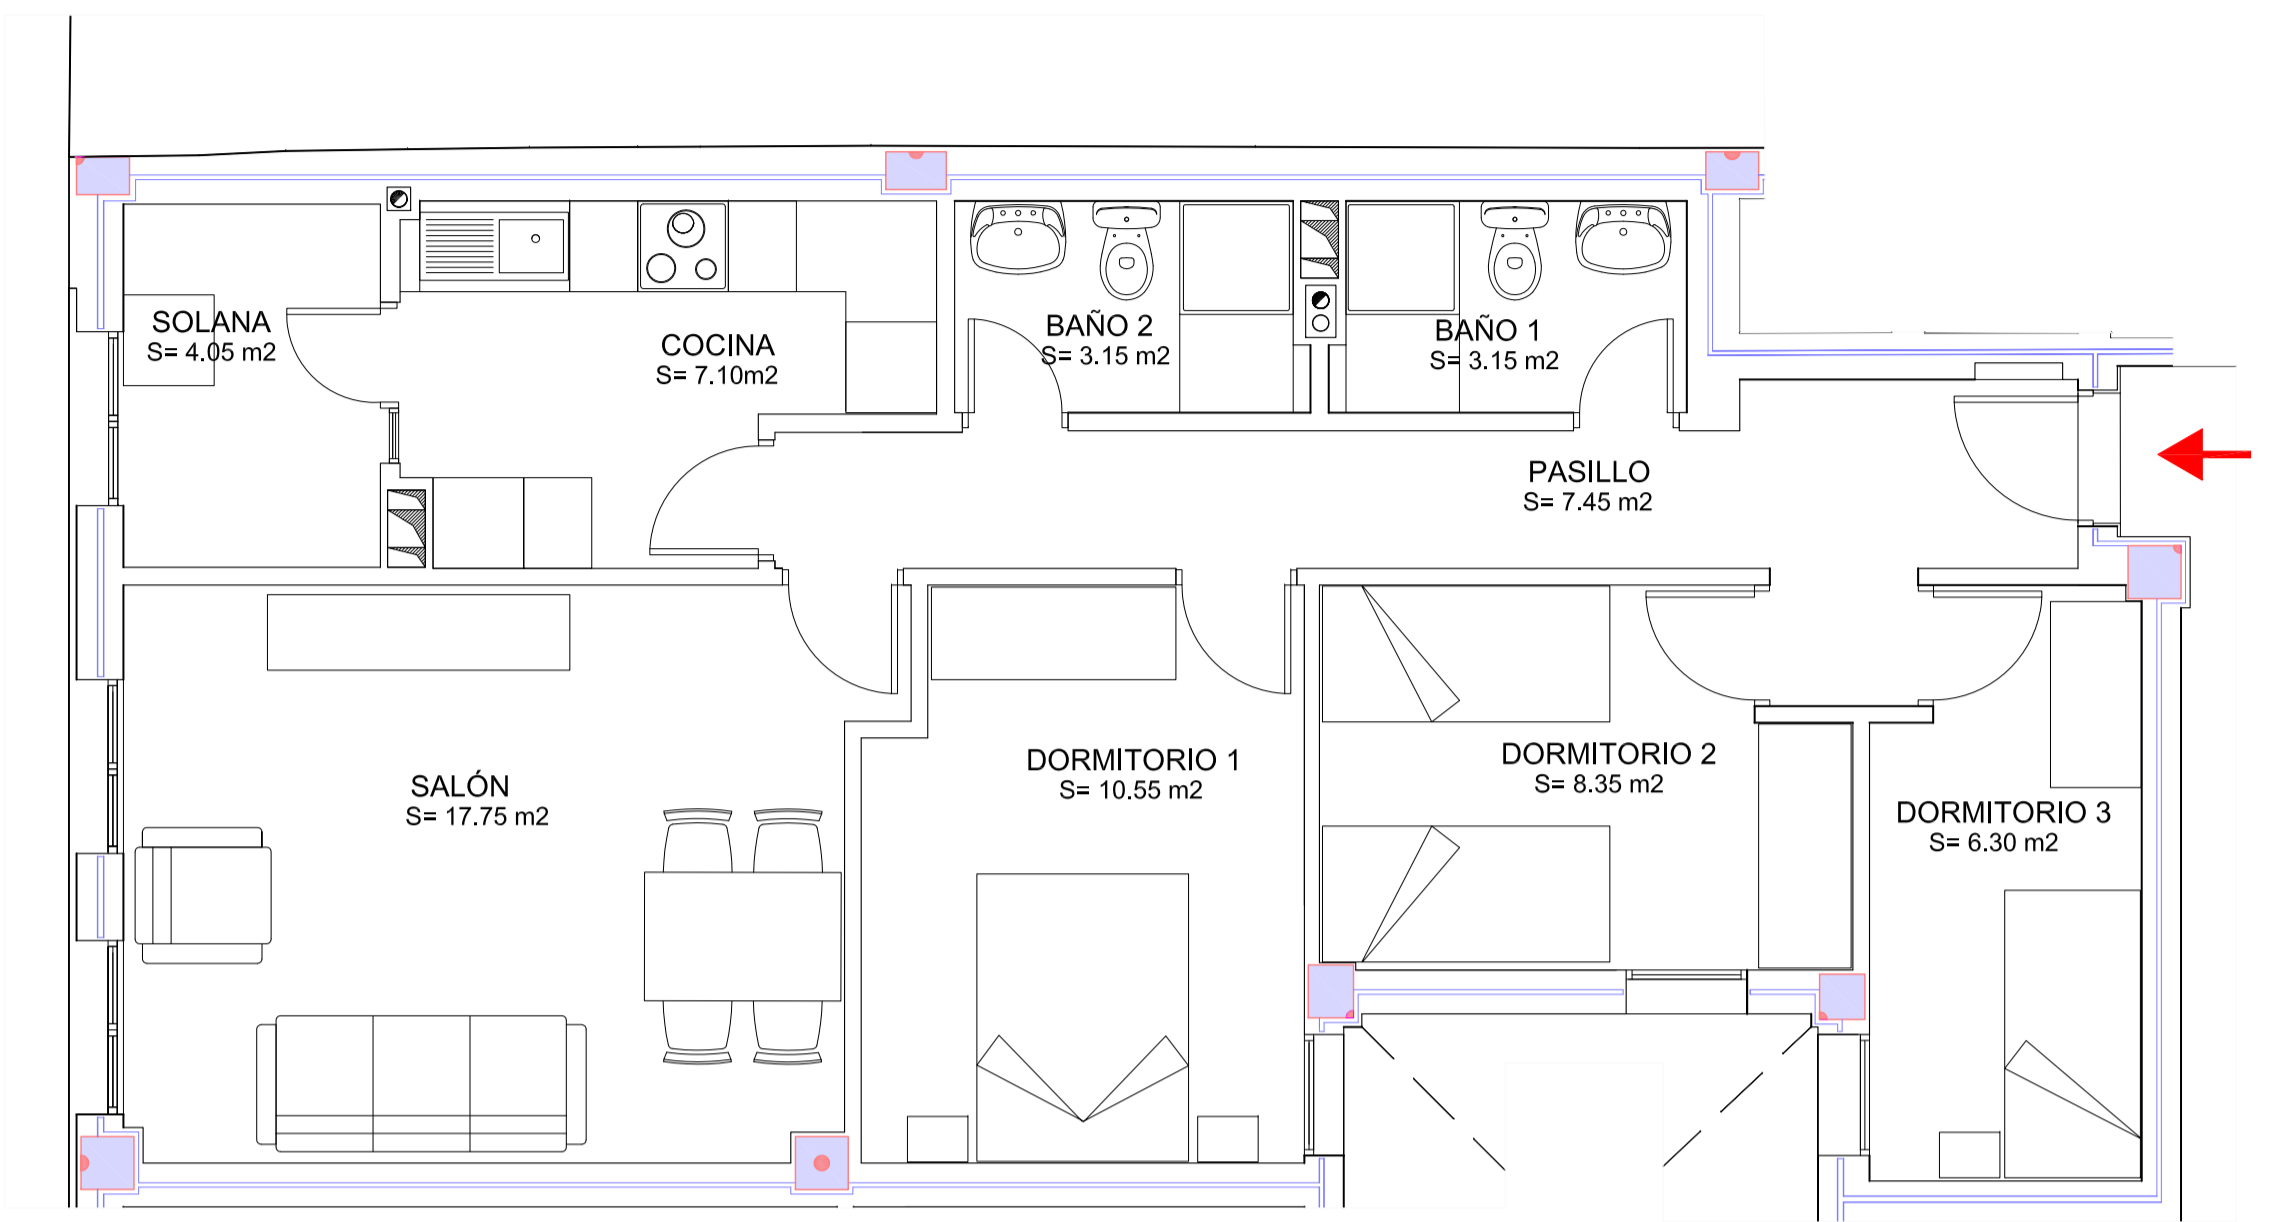 SOLANA
S= 4.05 m2
COCINA
S= 7.10m2
BAÑO 2
S= 3.15 m2
BAÑO 1
S= 3.15 m2
PASILLO
S= 7.45 m2
SALÓN
S= 17.75 m2
DORMITORIO 1
S= 10.55 m2
DORMITORIO 2
S= 8.35 m2
DORMITORIO 3
S= 6.30 m2